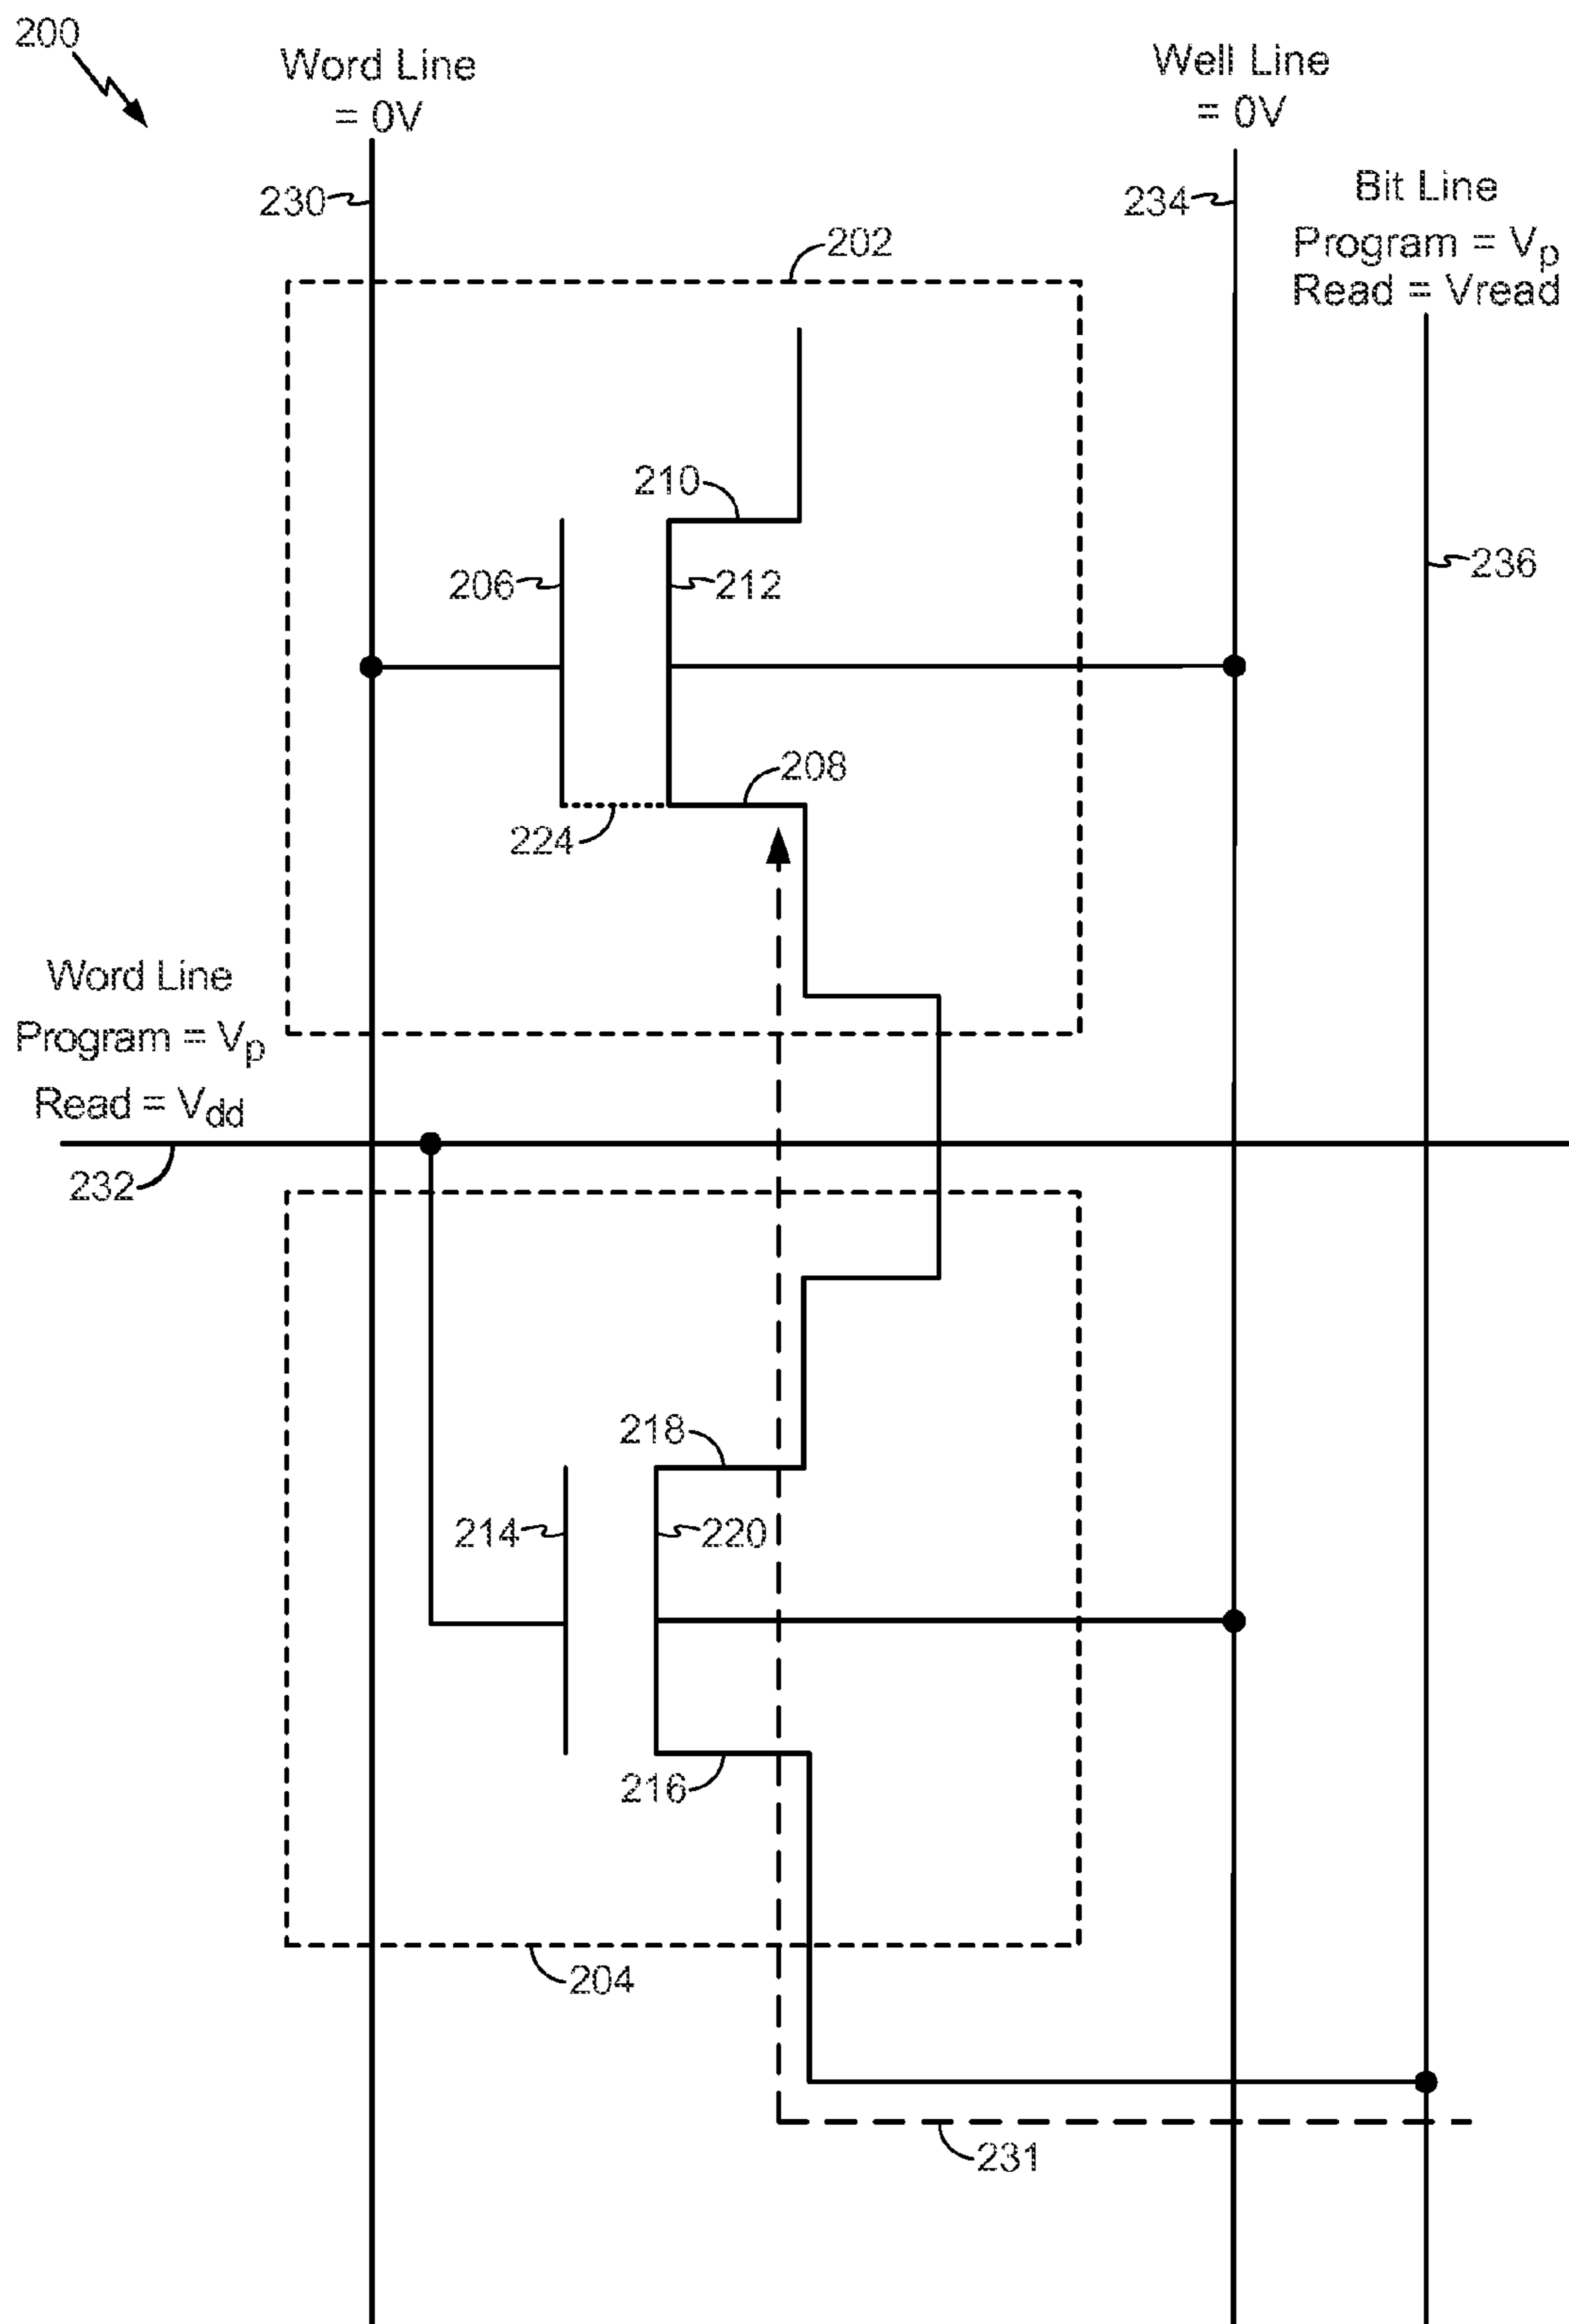 200
Word Line
= 0V
Well Line
= 0V
230
234
Bit Line
Program = Vp
Read = Vread
202
210
206
212
236
208
224
Word Line
Program = Vp
Read = Vdd
232
218
214
220
216
204
231